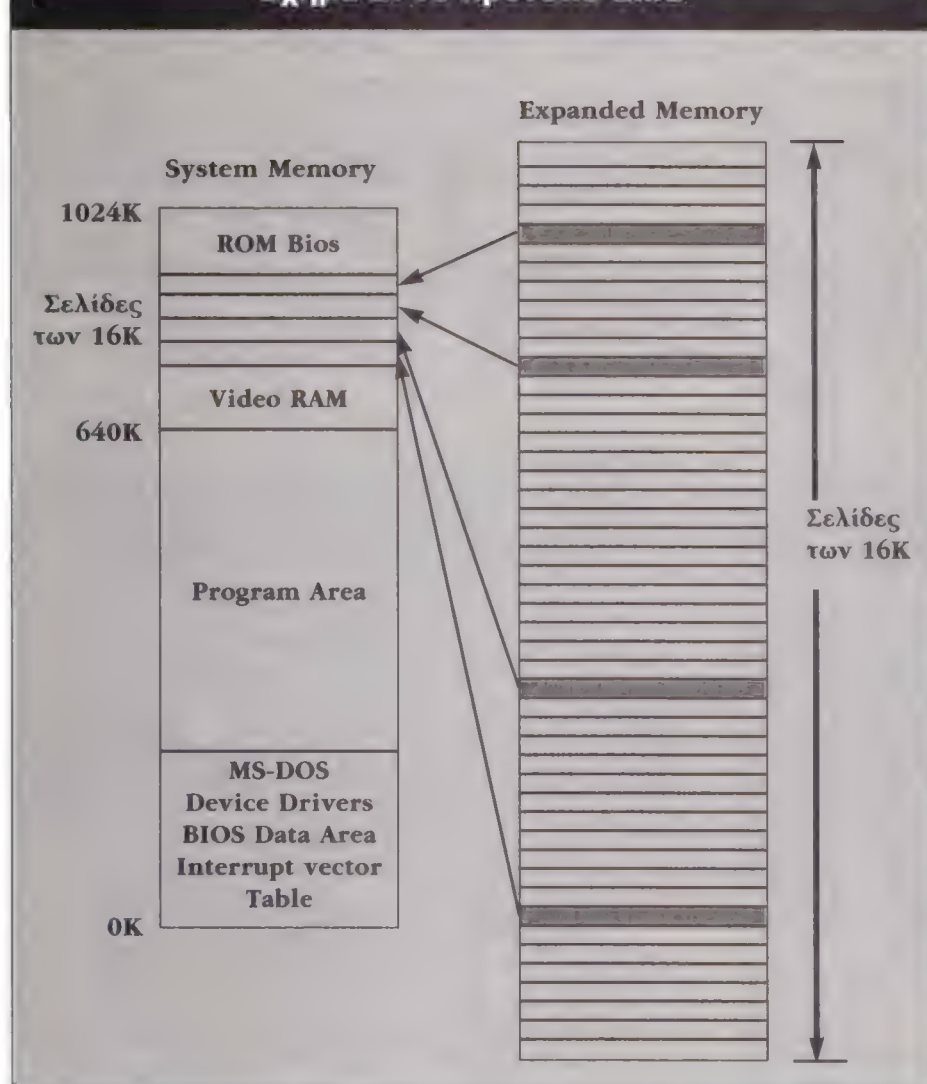 Expanded Memory
System Memory
1024K
ROM Bios
Σελίδες
των 16K
Video RAM
640K
Σελίδες
των 16K
Program Area
MS-DOS
Device Drivers
BIOS Data Area
Interrupt vector
Table
0K